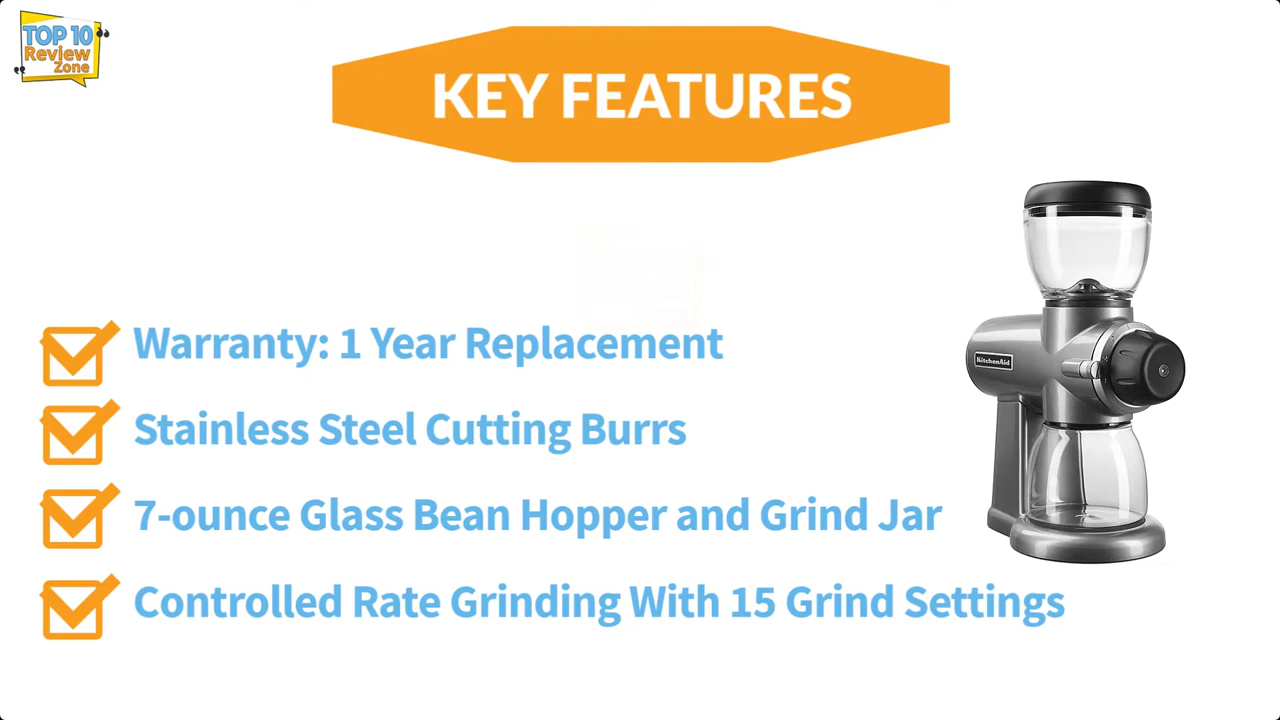 TOP 10
Review
Zone
KEY FEATURES
KitchenAid
Warranty: 1 Year Replacement
Stainless Steel Cutting Burrs
7-ounce Glass Bean Hopper and Grind Jar
Controlled Rate Grinding With 15 Grind Settings